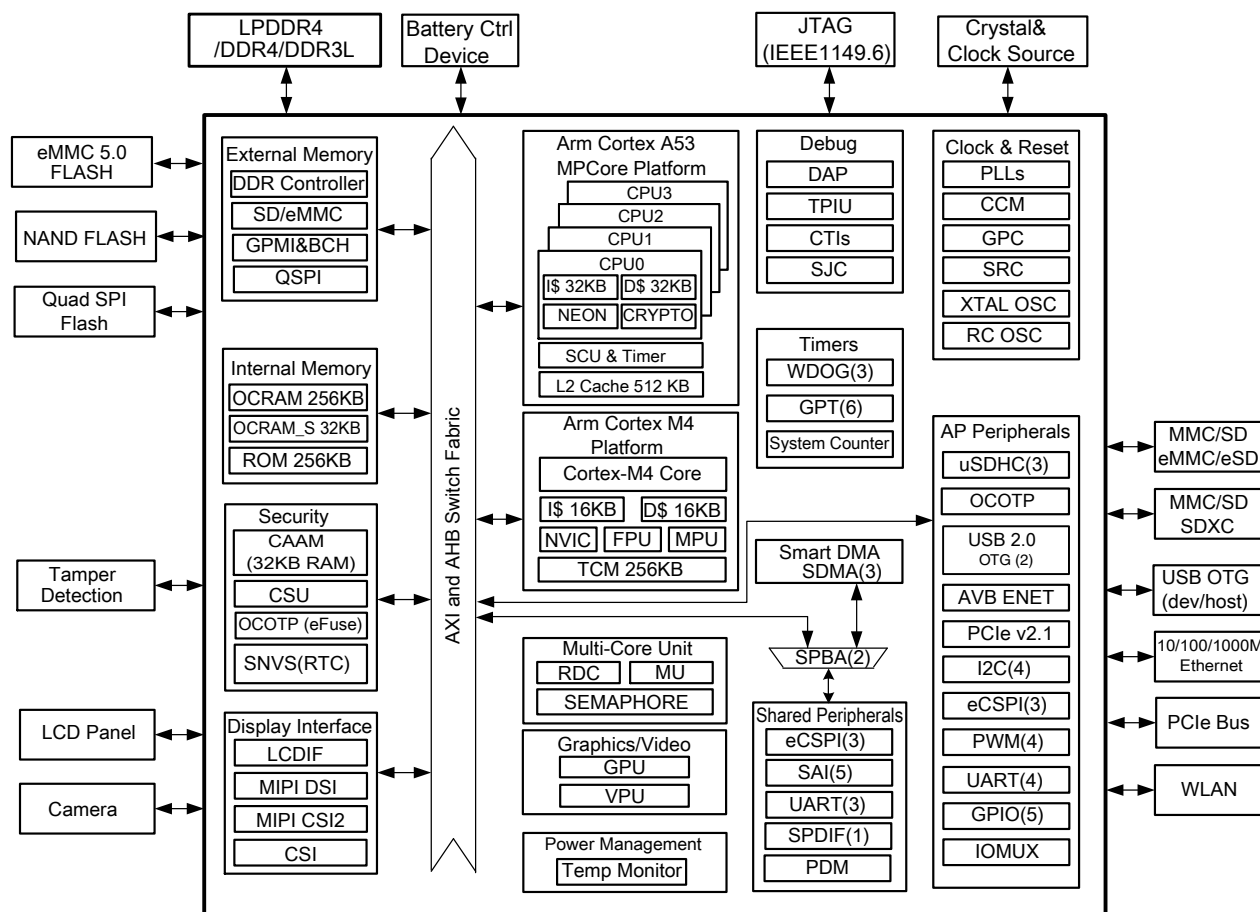 LPDDR4
/DDR4/DDR3L
Battery Ctrl
Device
JTAG
(IEEE1149.6)
Crystal&
Clock Source
eMMC 5.0
FLASH
NAND FLASH
Quad SPI
Flash
Tamper
Detection
LCD Panel
Camera
External Memory
DDR Controller
SD/eMMC
GPMI&BCH
QSPI
Internal Memory
OCRAM 256KB
OCRAM_S 32KB
ROM 256KB
Security
CAAM
(32KB RAM)
CSU
OCOTP (eFuse)
SNVS(RTC)
Display Interface
LCDIF
MIPI DSI
MIPI CSI2
CSI
AXI and AHB Switch Fabric
Arm Cortex A53
MPCore Platform
CPU3
CPU2
CPU1
CPU0
I$ 32KB
D$ 32KB
NEON
CRYPTO
SCU & Timer
L2 Cache 512 KB
Arm Cortex M4
Platform
Cortex-M4 Core
I$ 16KB
D$ 16KB
NVIC
FPU
MPU
TCM 256KB
Multi-Core Unit
RDC
MU
SEMAPHORE
Graphics/Video
GPU
VPU
Power Management
Temp Monitor
Debug
DAP
TPIU
CTIs
SJC
Timers
WDOG(3)
GPT(6)
System Counter
Smart DMA
SDMA(3)
SPBA(2)
Shared Peripherals
eCSPI(3)
SAI(5)
UART(3)
SPDIF(1)
PDM
Clock & Reset
PLLs
CCM
GPC
SRC
XTAL OSC
RC OSC
AP Peripherals
uSDHC(3)
OCOTP
USB 2.0
OTG (2)
AVB ENET
PCIe v2.1
I2C(4)
eCSPI(3)
PWM(4)
UART(4)
GPIO(5)
IOMUX
MMC/SD
eMMC/eSD
MMC/SD
SDXC
USB OTG
(dev/host)
10/100/1000M
Ethernet
PCIe Bus
WLAN